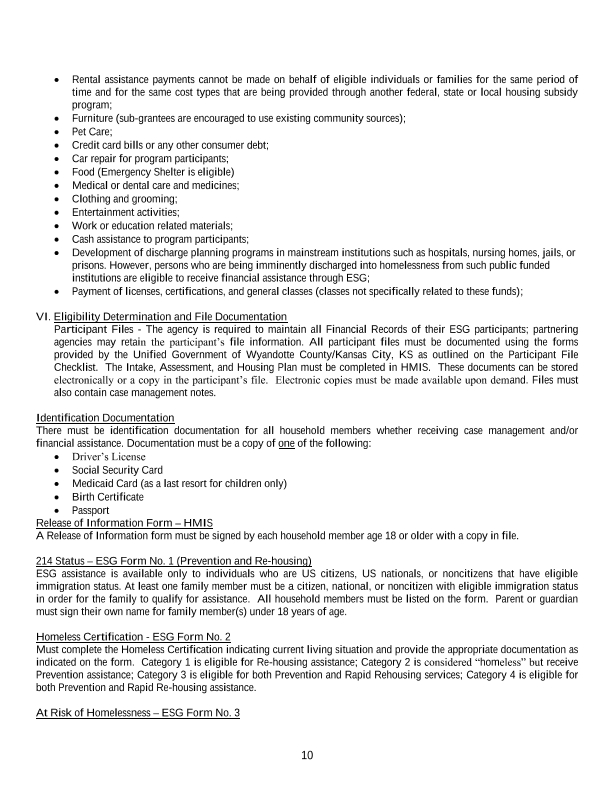 • Rental assistance payments cannot be made on behalf of eligible individuals or families for the same period of
time and for the same cost types that are being provided through another federal, state or local housing subsidy
program;
• Furniture (sub-grantees are encouraged to use existing community sources);
• Pet Care;
• Credit card bills or any other consumer debt;
• Car repair for program participants;
• Food (Emergency Shelter is eligible)
• Medical or dental care and medicines;
• Clothing and grooming;
• Entertainment activities;
• Work or education related materials;
• Cash assistance to program participants;
• Development of discharge planning programs in mainstream institutions such as hospitals, nursing homes, jails, or
prisons. However, persons who are being imminently discharged into homelessness from such public funded
institutions are eligible to receive financial assistance through ESG;
• Payment of licenses, certifications, and general classes (classes not specifically related to these funds);
VI. Eligibility Determination and File Documentation
Participant Files - The agency is required to maintain all Financial Records of their ESG participants; partnering
agencies may retain the participant’s file information. All participant files must be documented using the forms
provided by the Unified Government of Wyandotte County/Kansas City, KS as outlined on the Participant File
Checklist. The Intake, Assessment, and Housing Plan must be completed in HMIS. These documents can be stored
electronically or a copy in the participant’s file. Electronic copies must be made available upon demand. Files must
also contain case management notes.
Identification Documentation
There must be identification documentation for all household members whether receiving case management and/or
financial assistance. Documentation must be a copy of one of the following:
• Driver’s License
• Social Security Card
• Medicaid Card (as a last resort for children only)
• Birth Certificate
• Passport
Release of Information Form – HMIS
A Release of Information form must be signed by each household member age 18 or older with a copy in file.
214 Status – ESG Form No. 1 (Prevention and Re-housing)
ESG assistance is available only to individuals who are US citizens, US nationals, or noncitizens that have eligible
immigration status. At least one family member must be a citizen, national, or noncitizen with eligible immigration status
in order for the family to qualify for assistance. All household members must be listed on the form. Parent or guardian
must sign their own name for family member(s) under 18 years of age.
Homeless Certification - ESG Form No. 2
Must complete the Homeless Certification indicating current living situation and provide the appropriate documentation as
indicated on the form. Category 1 is eligible for Re-housing assistance; Category 2 is considered “homeless” but receive
Prevention assistance; Category 3 is eligible for both Prevention and Rapid Rehousing services; Category 4 is eligible for
both Prevention and Rapid Re-housing assistance.
At Risk of Homelessness – ESG Form No. 3
10